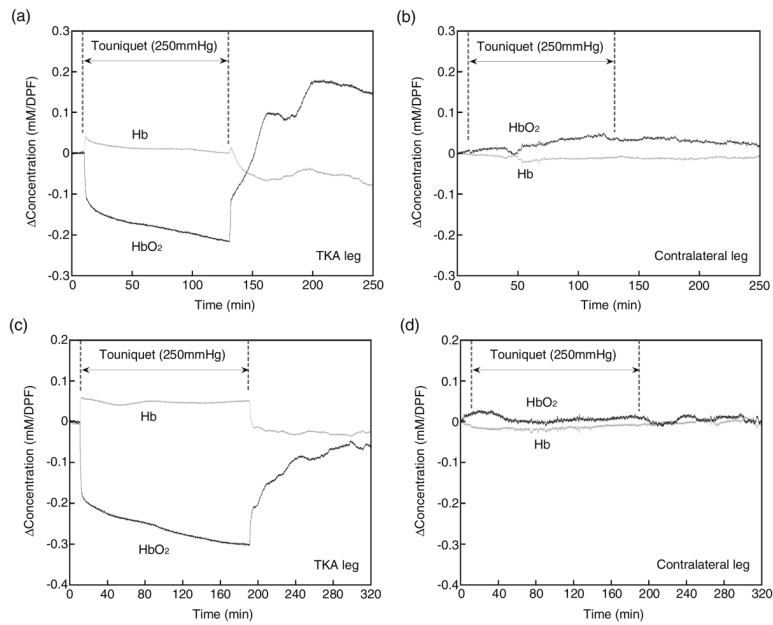 (a)
Touniquet (250mmHg)
0.3
0.2
0.1
0
-0.1
-0.2
-0.3
ΔConcentration (mM/DPF)
Hb
HbO2
TKA leg
0 50 100 150 200 250
Time (min)
(b)
Touniquet (250mmHg)
0.3
0.2
0.1
0
-0.1
-0.2
-0.3
ΔConcentration (mM/DPF)
HbO2
Hb
Contralateral leg
0 50 100 150 200 250
Time (min)
(c)
Touniquet (250mmHg)
0.2
0.1
0
-0.1
-0.2
-0.3
-0.4
ΔConcentration (mM/DPF)
Hb
HbO2
TKA leg
0 40 80 120 160 200 240 280 320
Time (min)
(d)
Touniquet (250mmHg)
0.2
0.1
0
-0.1
-0.2
-0.3
-0.4
ΔConcentration (mM/DPF)
HbO2
Hb
Contralateral leg
0 40 80 120 160 200 240 280 320
Time (min)